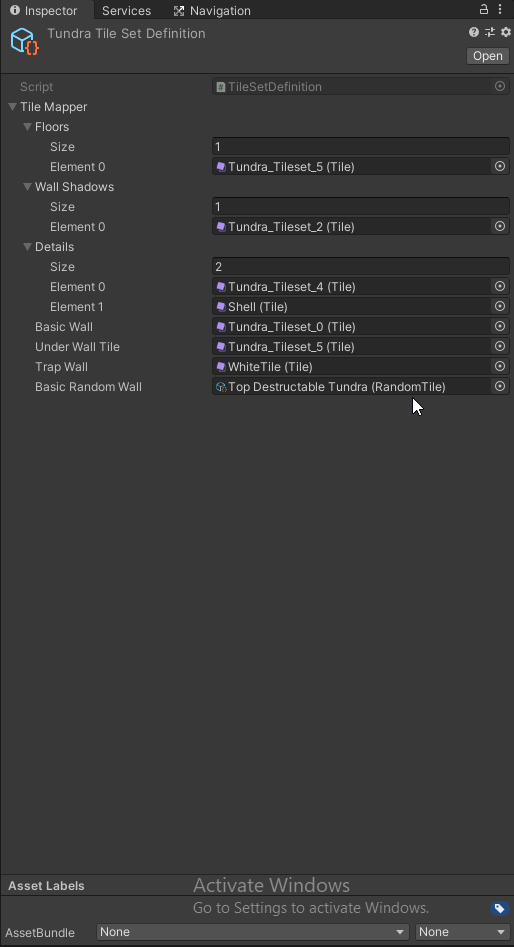 Inspector Services Navigation
Tundra Tile Set Definition
Open
Script TileSetDefinition
Tile Mapper
Floors
Size 1
Element 0 Tundra_Tileset_5 (Tile)
Wall Shadows
Size 1
Element 0 Tundra_Tileset_2 (Tile)
Details
Size 2
Element 0 Tundra_Tileset_4 (Tile)
Element 1 Shell (Tile)
Basic Wall Tundra_Tileset_0 (Tile)
Under Wall Tile Tundra_Tileset_5 (Tile)
Trap Wall WhiteTile (Tile)
Basic Random Wall Top Destructable Tundra (RandomTile)
Asset Labels
Activate Windows
Go to Settings to activate Windows.
AssetBundle None None